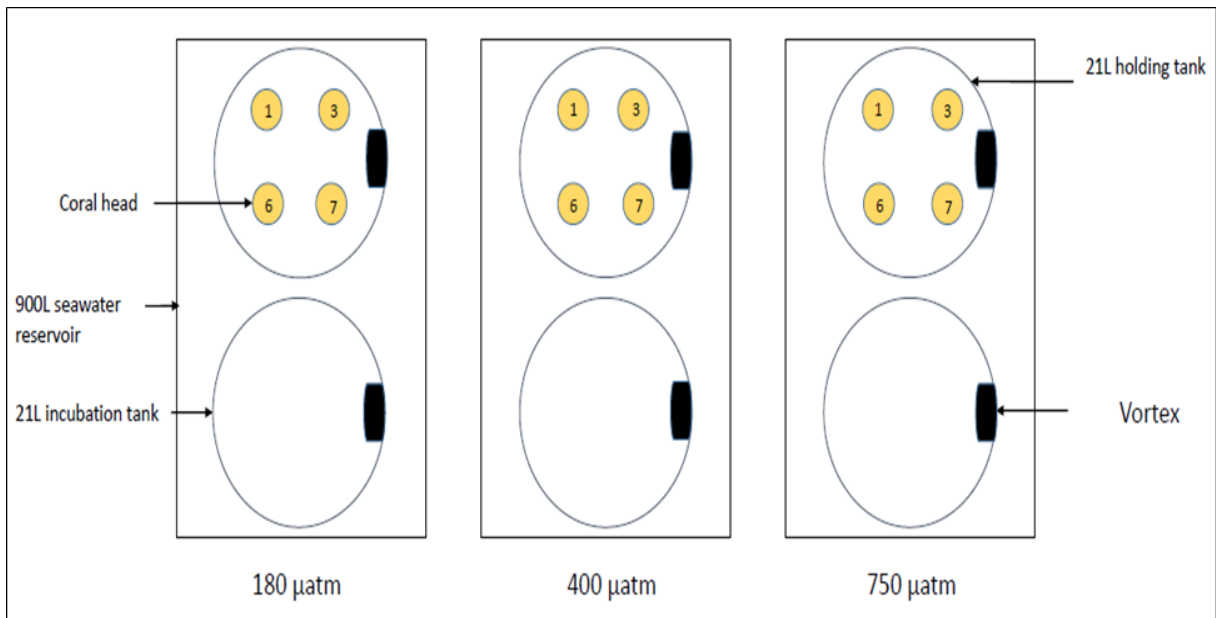 21L holding tank
1 3
1 3
1 3
Coral head
6 7
6 7
6 7
900L seawater
reservoir
21L incubation tank
Vortex
180 µatm
400 µatm
750 µatm